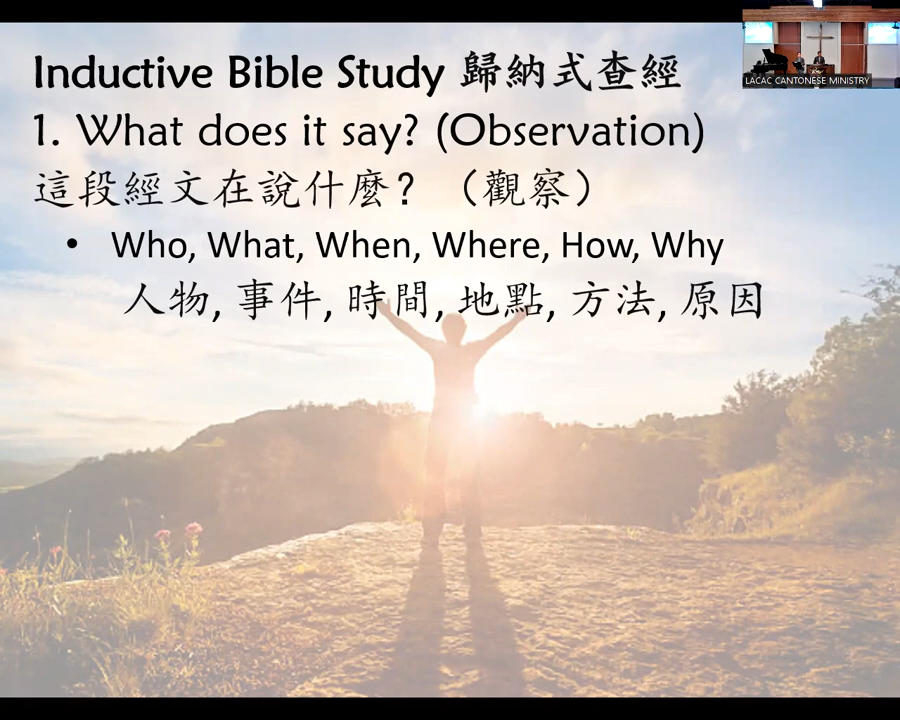 Inductive Bible Study 歸納式查經
1. What does it say? (Observation)
這段經文在說什麼？（觀察）
• Who, What, When, Where, How, Why
人物, 事件, 時間, 地點, 方法, 原因
LACAC CANTONESE MINISTRY